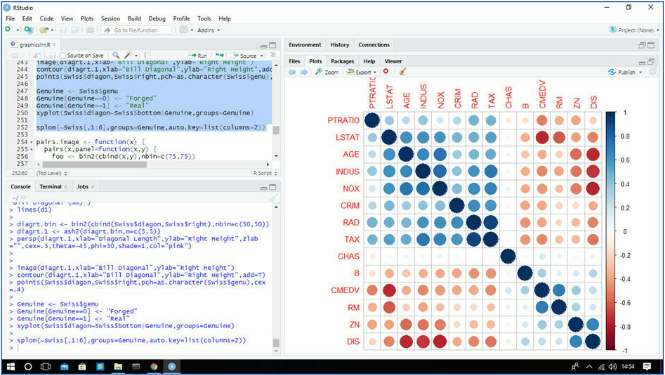 RStudio
File Edit Code View Plots Session Build Debug Profile Tools Help
Go to file/function
Addins
Project: (None)
graphicsim.R
Source on Save
Run
Source
243 image(diagrt.1,xlab="Bill Diagonal",ylab="Right Height")
244 contour(diagrt.1,xlab="Bill Diagonal",ylab="Right Height",add
245 points(Swiss$diagon,Swiss$right,pch=as.character(Swiss$genu),
246
247 Genuine <- Swiss$genu
248 Genuine[Genuine==0] <- "Forged"
249 Genuine[Genuine==1] <- "Real"
250 xyplot(Swiss$diagon~Swiss$bottom|Genuine,groups=Genuine)
251
252 splom(~Swiss[,1:6],groups=Genuine,auto.key=list(columns=2))
253
254 pairs.image <- function(x) {
255 pairs(x,panel=function(x,y) {
256 foo <- bin2(cbind(x,y),nbin=c(75,75))
257
252:60
(Top Level)
R Script
Console Terminal Jobs
~/
> lines(d1)
>
> diagrt.bin <- bin2(cbind(Swiss$diagon,Swiss$right),nbin=c(50,50))
> diagrt.1 <- ash2(diagrt.bin,m=c(5,5))
> persp(diagrt.1,xlab="Diagonal Length",ylab="Right Height",zlab
="",cex=.5,theta=-45,phi=30,shade=1,col="pink")
>
> image(diagrt.1,xlab="Bill Diagonal",ylab="Right Height")
> contour(diagrt.1,xlab="Bill Diagonal",ylab="Right Height",add=T)
> points(Swiss$diagon,Swiss$right,pch=as.character(Swiss$genu),cex
=.4)
>
> Genuine <- Swiss$genu
> Genuine[Genuine==0] <- "Forged"
> Genuine[Genuine==1] <- "Real"
> xyplot(Swiss$diagon~Swiss$bottom|Genuine,groups=Genuine)
>
> splom(~Swiss[,1:6],groups=Genuine,auto.key=list(columns=2))
>
Environment History Connections
Files Plots Packages Help Viewer
Zoom
Export
Publish
PTRATIO LSTAT AGE INDUS NOX CRIM RAD TAX CHAS B CMEDV RM ZN DIS
PTRATIO
LSTAT
AGE
INDUS
NOX
CRIM
RAD
TAX
CHAS
B
CMEDV
RM
ZN
DIS
1
0.8
0.6
0.4
0.2
0
-0.2
-0.4
-0.6
-0.8
-1
14:54